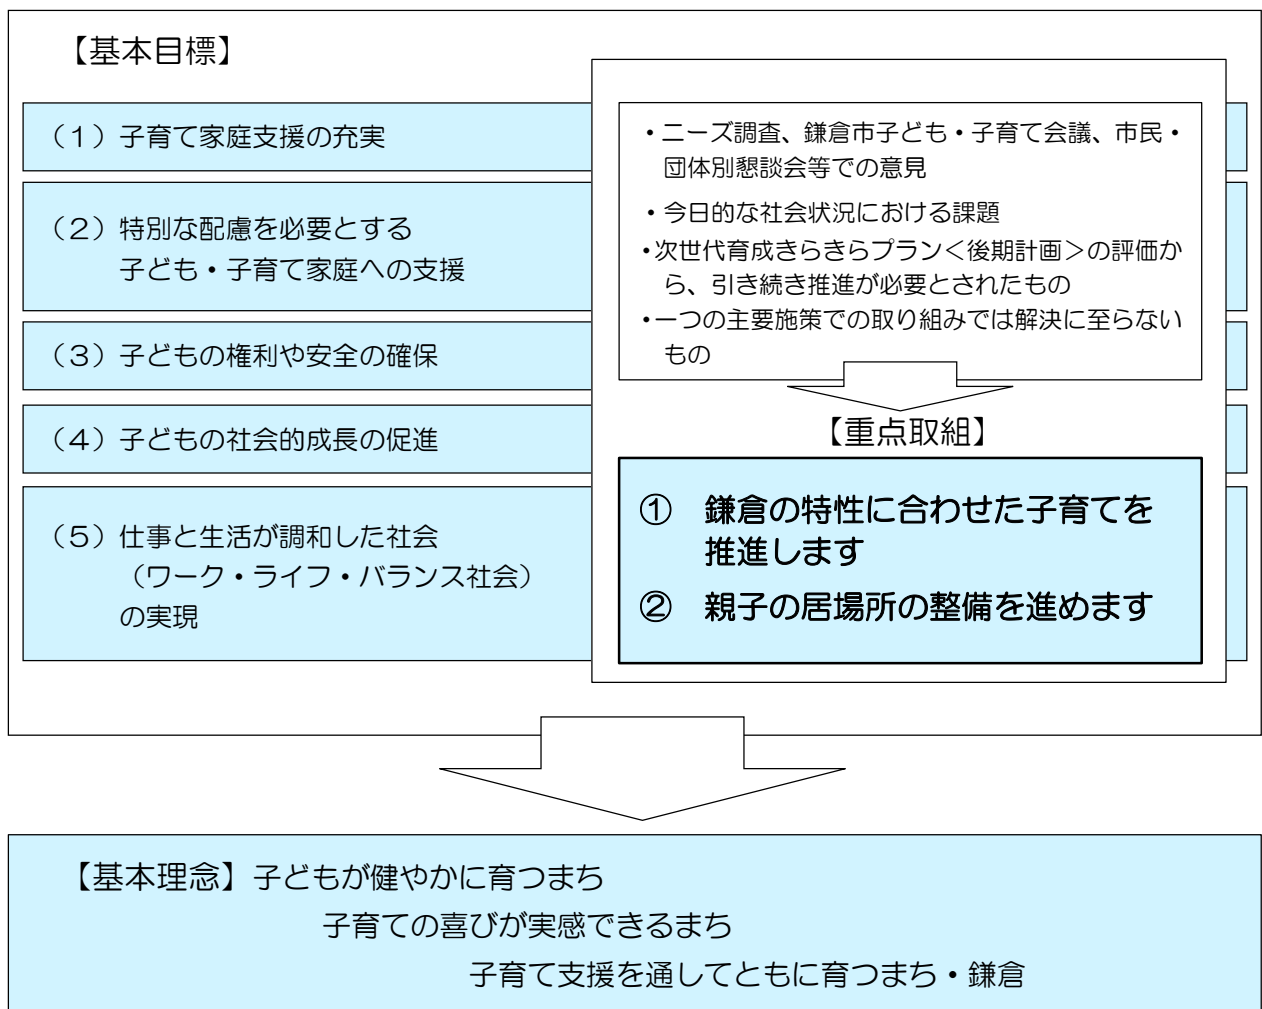 【基本目標】
（1）子育て家庭支援の充実
（2）特別な配慮を必要とする
子ども・子育て家庭への支援
（3）子どもの権利や安全の確保
（4）子どもの社会的成長の促進
（5）仕事と生活が調和した社会
（ワーク・ライフ・バランス社会）
の実現
・ニーズ調査、鎌倉市子ども・子育て会議、市民・
団体別懇談会等での意見
・今日的な社会状況における課題
・次世代育成きらきらプラン＜後期計画＞の評価か
ら、引き続き推進が必要とされたもの
・一つの主要施策での取り組みでは解決に至らない
もの
【重点取組】
①　鎌倉の特性に合わせた子育てを
推進します
②　親子の居場所の整備を進めます
【基本理念】子どもが健やかに育つまち
子育ての喜びが実感できるまち
子育て支援を通してともに育つまち・鎌倉